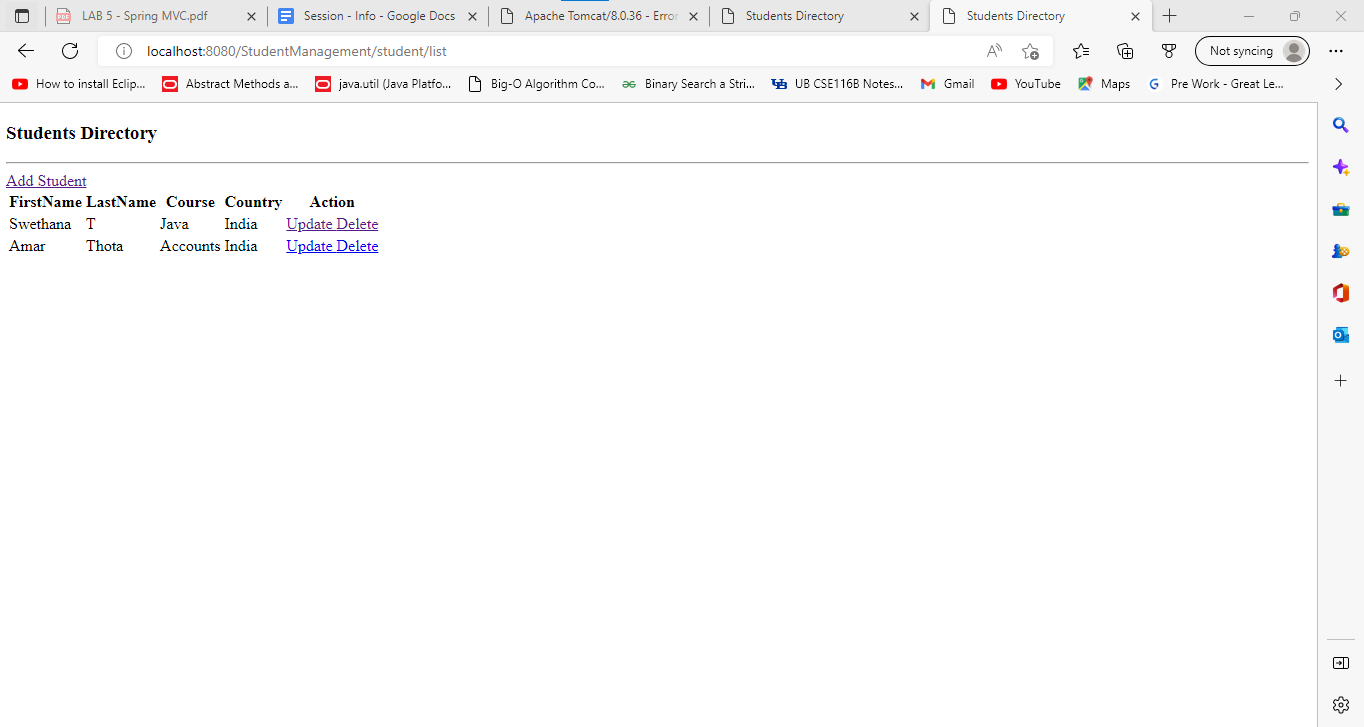 LAB 5 - Spring MVC.pdf
Session - Info - Google Docs
Apache Tomcat/8.0.36 - Error
Students Directory
Students Directory
localhost:8080/StudentManagement/student/list
Not syncing
How to install Eclip...
Abstract Methods a...
java.util (Java Platfo...
Big-O Algorithm Co...
Binary Search a Stri...
UB CSE116B Notes...
Gmail
YouTube
Maps
Pre Work - Great Le...
Students Directory
Add Student
FirstName LastName Course Country Action
Swethana T Java India Update Delete
Amar Thota Accounts India Update Delete